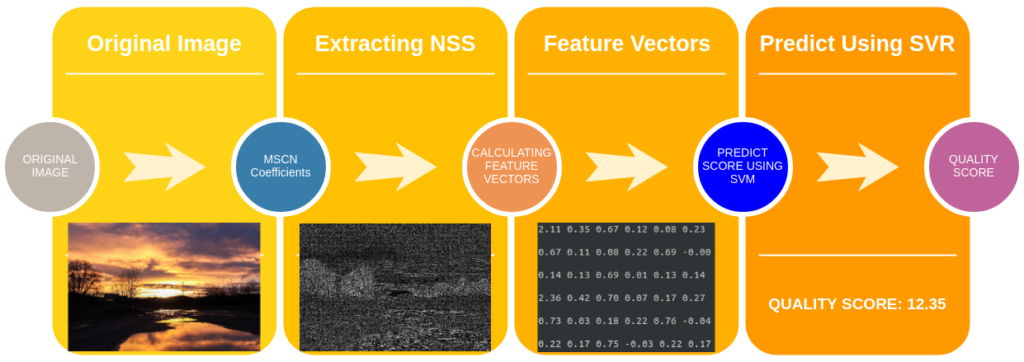 Original Image
Extracting NSS
Feature Vectors
Predict Using SVR
ORIGINAL
IMAGE
MSCN
Coefficients
CALCULATING
FEATURE
VECTORS
PREDICT
SCORE USING
SVM
QUALITY
SCORE
2.11 0.35 0.67 0.12 0.08 0.23
0.67 0.11 0.08 0.22 0.69 -0.00
0.14 0.13 0.69 0.01 0.13 0.14
2.36 0.42 0.70 0.07 0.17 0.27
0.73 0.03 0.18 0.22 0.76 -0.04
0.22 0.17 0.75 -0.03 0.22 0.17
QUALITY SCORE: 12.35